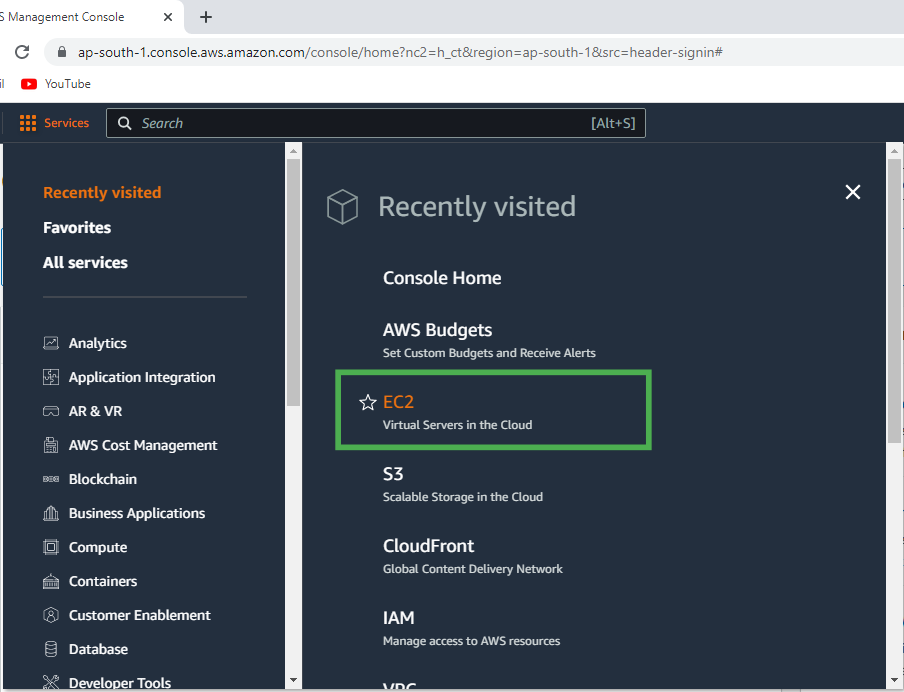 S Management Console
ap-south-1.console.aws.amazon.com/console/home?nc2=h_ct&region=ap-south-1&src=header-signin#
YouTube
Services
Search
[Alt+S]
Recently visited
Favorites
All services
Analytics
Application Integration
AR & VR
AWS Cost Management
Blockchain
Business Applications
Compute
Containers
Customer Enablement
Database
Developer Tools
Recently visited
Console Home
AWS Budgets
Set Custom Budgets and Receive Alerts
EC2
Virtual Servers in the Cloud
S3
Scalable Storage in the Cloud
CloudFront
Global Content Delivery Network
IAM
Manage access to AWS resources
VPC